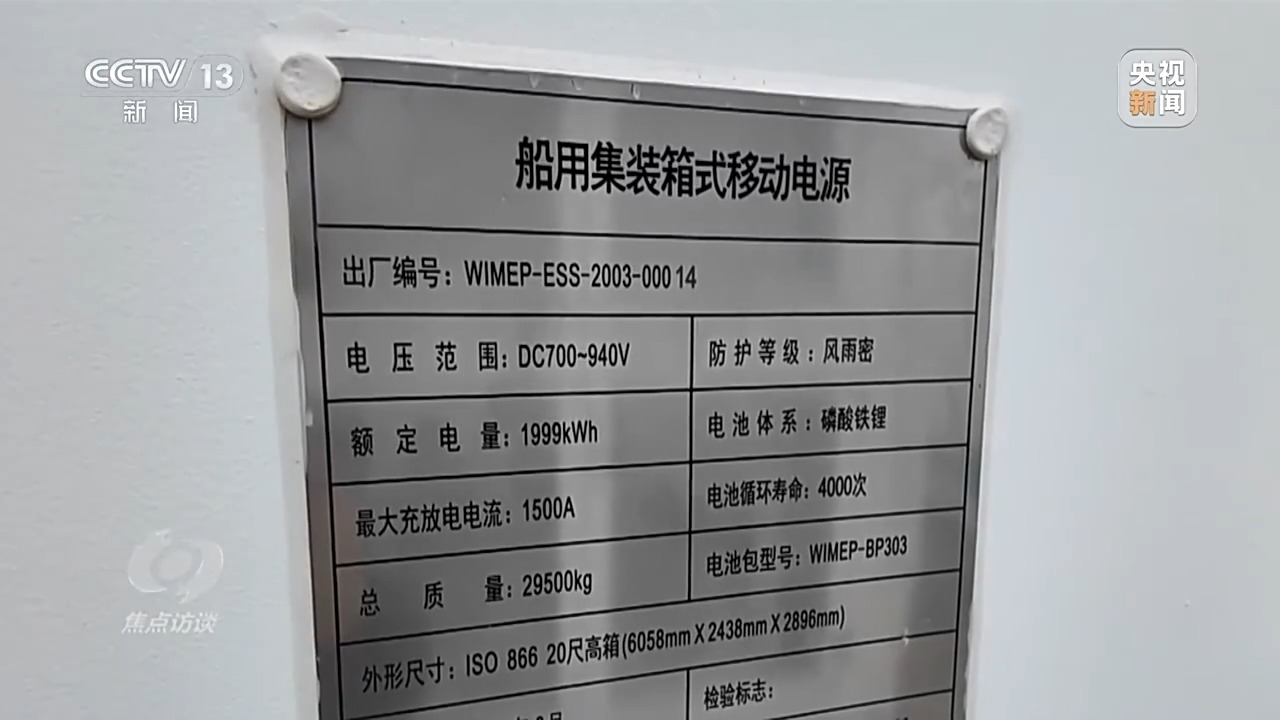 CCTV 13
新闻
央视
新闻
船用集装箱式移动电源
出厂编号：WIMEP-ESS-2003-00014
电压范围：DC700~940V
防护等级：风雨密
额定电量：1999kWh
电池体系：磷酸铁锂
最大充放电电流：1500A
电池循环寿命：4000次
总质量：29500kg
电池包型号：WIMEP-BP303
外形尺寸：ISO 866 20尺高箱(6058mm X 2438mm X 2896mm)
检验标志：
焦点访谈